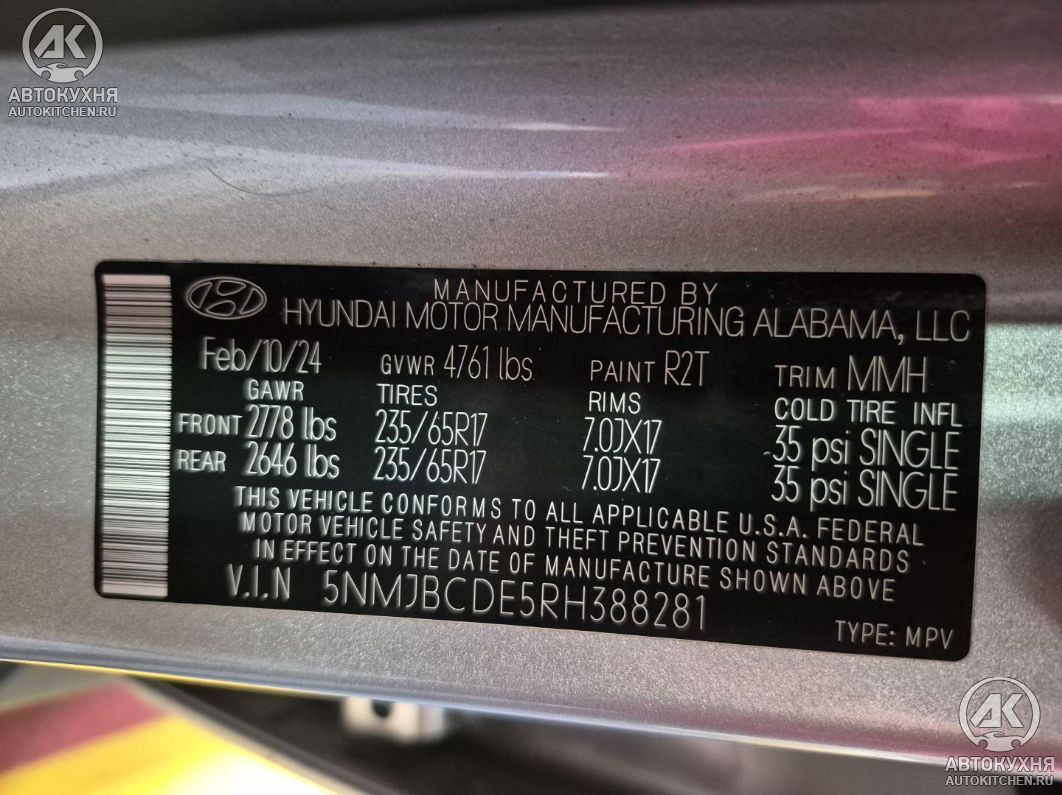 АК
АВТОКУХНЯ
AUTOKITCHEN.RU
MANUFACTURED BY
HYUNDAI MOTOR MANUFACTURING ALABAMA, LLC
Feb/10/24 GVWR 4761 lbs PAINT R2T TRIM MMH
GAWR TIRES RIMS COLD TIRE INFL
FRONT 2778 lbs 235/65R17 7.0JX17 35 psi SINGLE
REAR 2646 lbs 235/65R17 7.0JX17 35 psi SINGLE
THIS VEHICLE CONFORMS TO ALL APPLICABLE U.S.A. FEDERAL
MOTOR VEHICLE SAFETY AND THEFT PREVENTION STANDARDS
IN EFFECT ON THE DATE OF MANUFACTURE SHOWN ABOVE
V.I.N 5NMJBCDE5RH388281
TYPE: MPV
АК
АВТОКУХНЯ
AUTOKITCHEN.RU